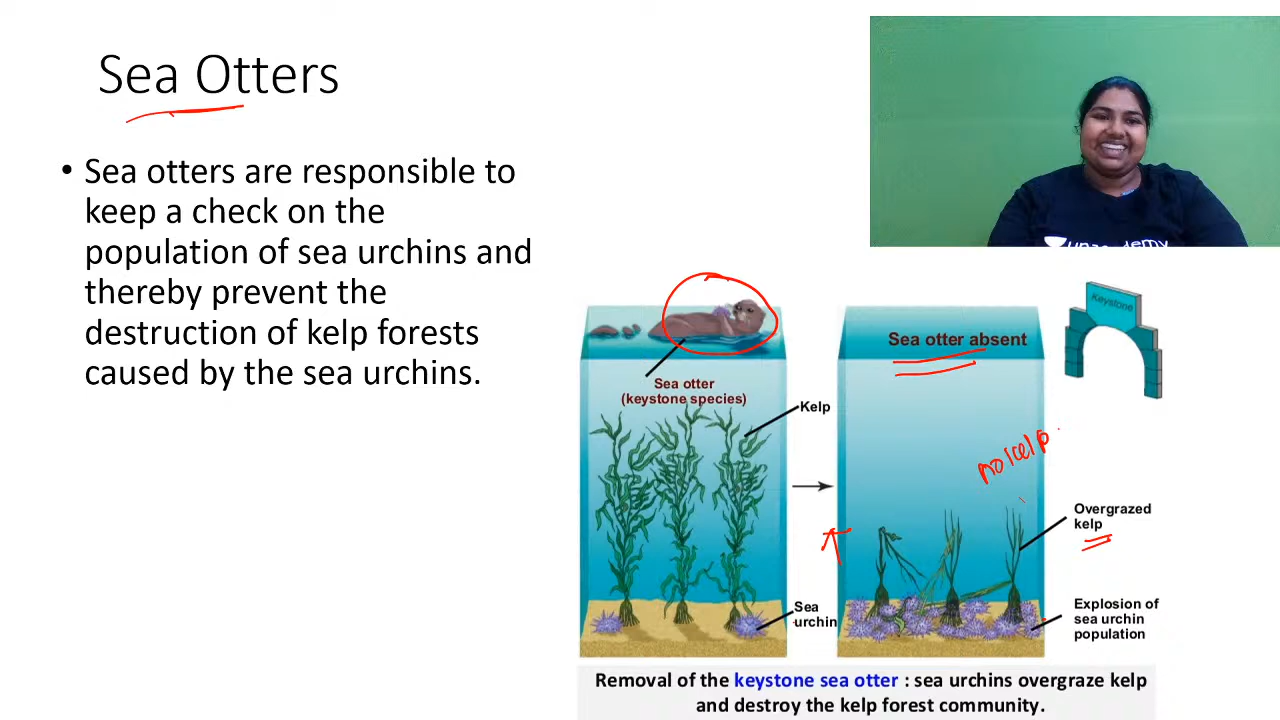 Sea Otters
• Sea otters are responsible to
keep a check on the
population of sea urchins and
thereby prevent the
destruction of kelp forests
caused by the sea urchins.
unacademy
Keystone
Sea otter absent
Sea otter
(keystone species)
Kelp
no kelp
Overgrazed
kelp
Sea
urchin
Explosion of
sea urchin
population
Removal of the keystone sea otter : sea urchins overgraze kelp
and destroy the kelp forest community.